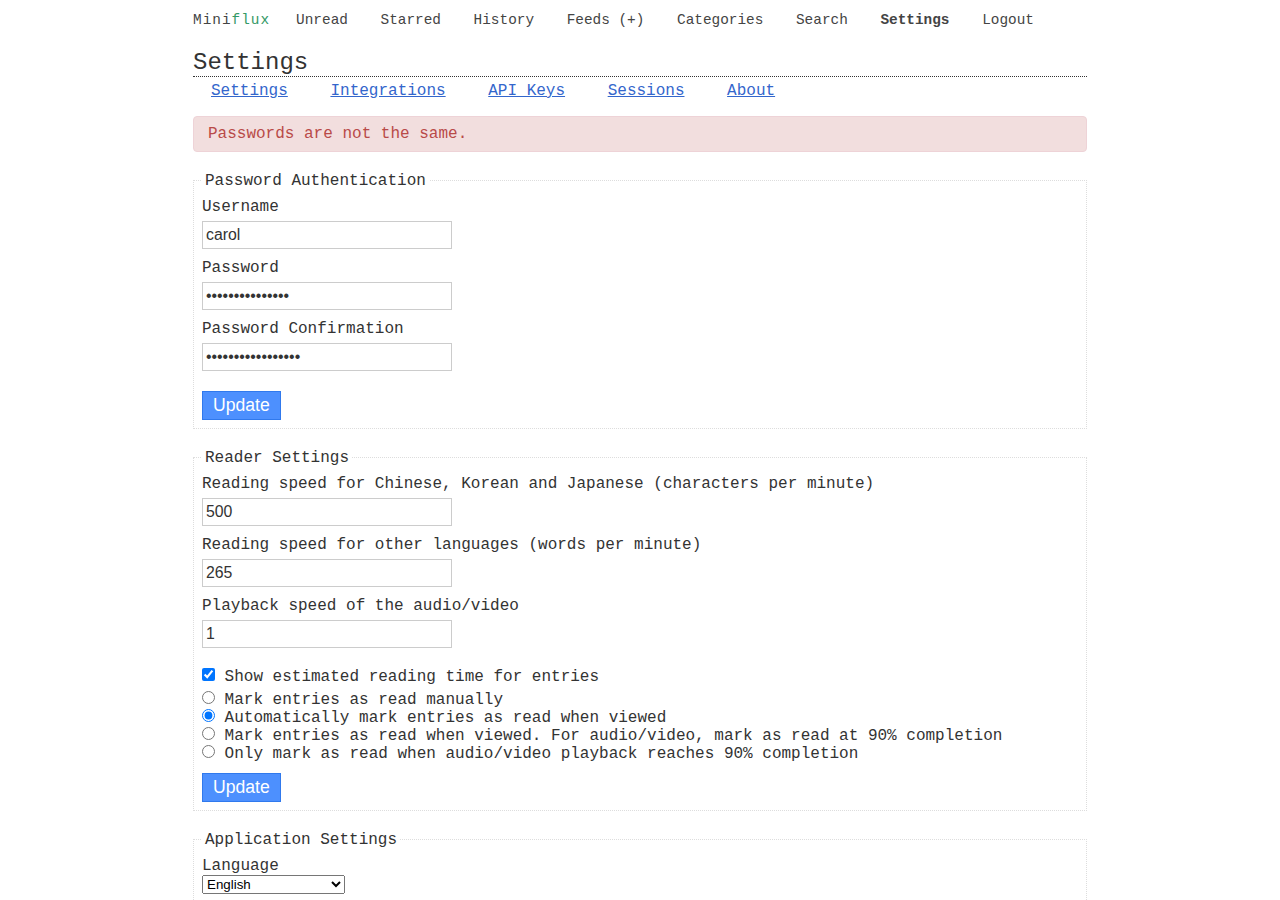 Miniflux Unread Starred History Feeds (+) Categories Search Settings Logout
Settings
Settings Integrations API Keys Sessions About
Passwords are not the same.
Password Authentication
Username
carol
Password
•••••••••••••••
Password Confirmation
•••••••••••••••••
Update
Reader Settings
Reading speed for Chinese, Korean and Japanese (characters per minute)
500
Reading speed for other languages (words per minute)
265
Playback speed of the audio/video
1
Show estimated reading time for entries
Mark entries as read manually
Automatically mark entries as read when viewed
Mark entries as read when viewed. For audio/video, mark as read at 90% completion
Only mark as read when audio/video playback reaches 90% completion
Update
Application Settings
Language
English